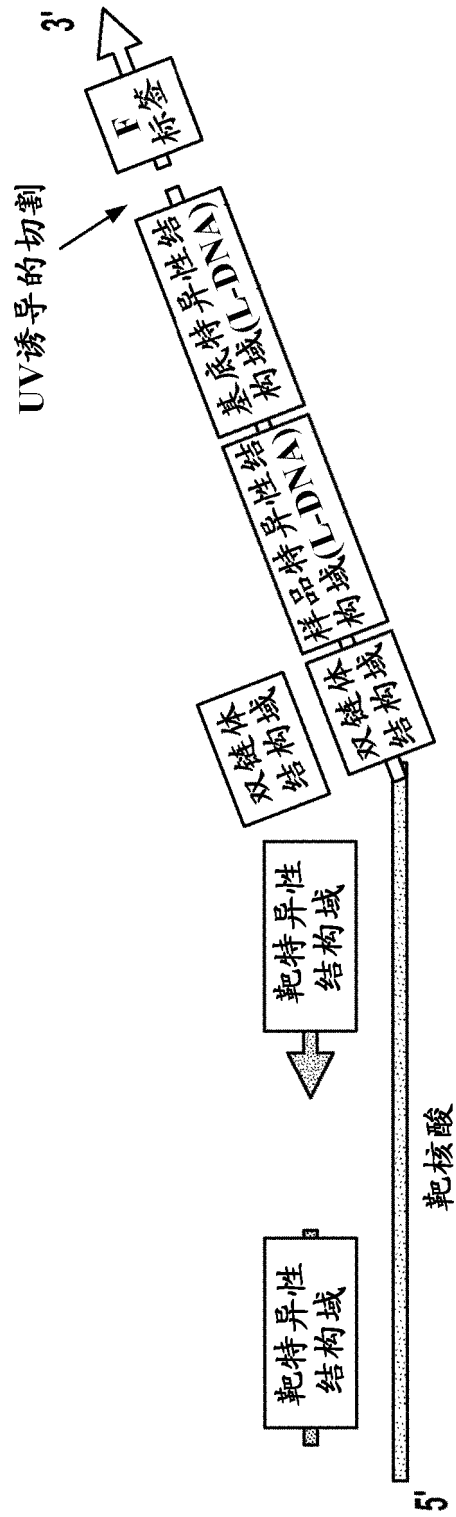 UV诱导的切割
3'
F
标签
基底特异性结
构域(L-DNA)
样品特异性结
构域(L-DNA)
双链体
结构域
双链体
结构域
靶特异性
结构域
靶特异性
结构域
靶核酸
5'